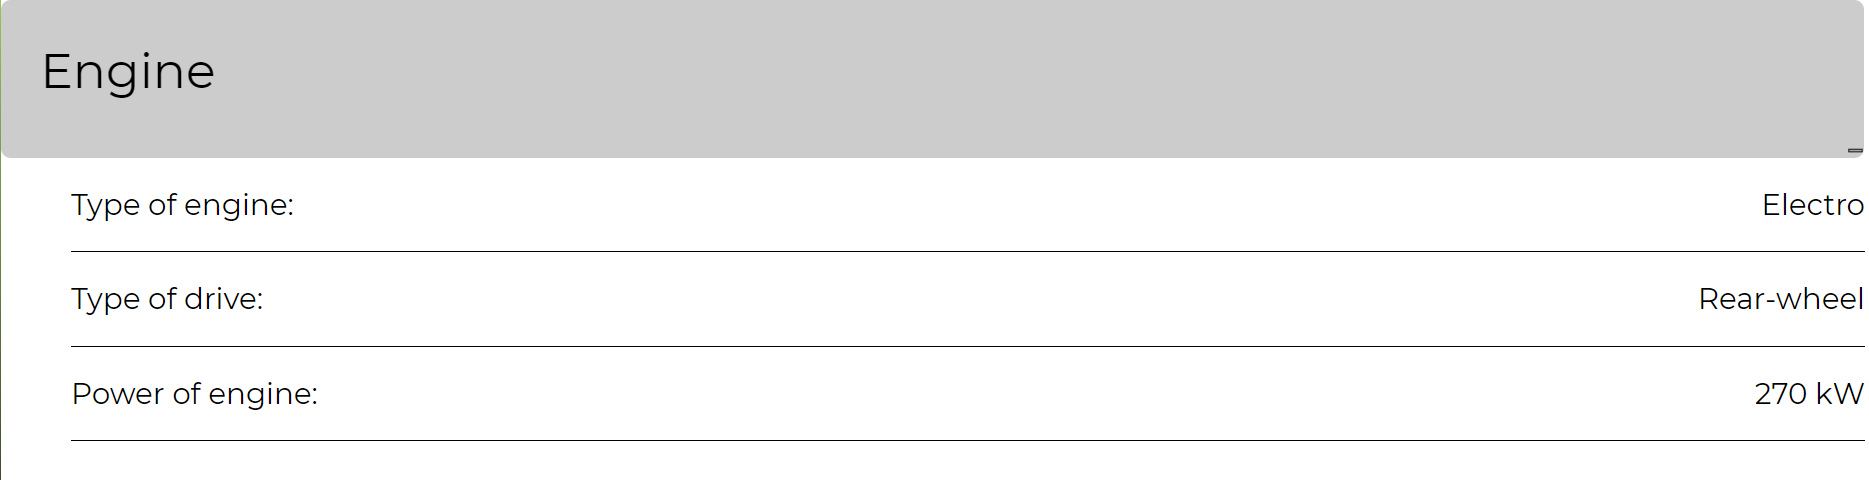 Engine
Type of engine: Electro
Type of drive: Rear-wheel
Power of engine: 270 kW